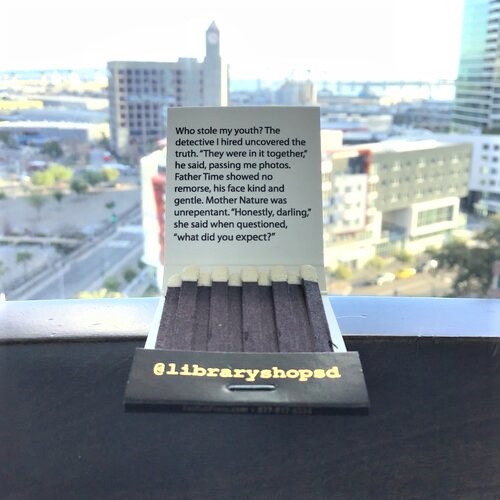 Who stole my youth? The
detective I hired uncovered the
truth. “They were in it together,”
he said, passing me photos.
Father Time showed no
remorse, his face kind and
gentle. Mother Nature was
unrepentant. “Honestly, darling,”
she said when questioned,
“what did you expect?”
@libraryshopsd